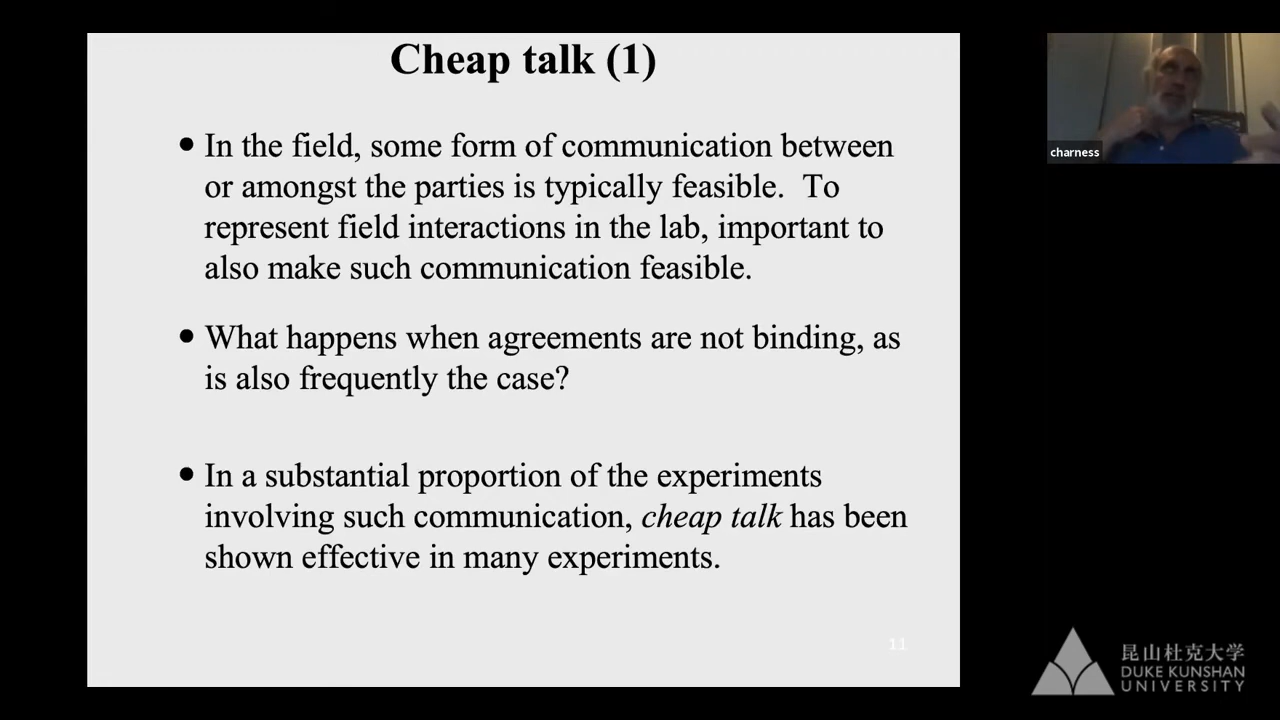 Cheap talk (1)
• In the field, some form of communication between
or amongst the parties is typically feasible.  To
represent field interactions in the lab, important to
also make such communication feasible.
• What happens when agreements are not binding, as
is also frequently the case?
• In a substantial proportion of the experiments
involving such communication, cheap talk has been
shown effective in many experiments.
11
charness
昆山杜克大学
DUKE KUNSHAN
UNIVERSITY